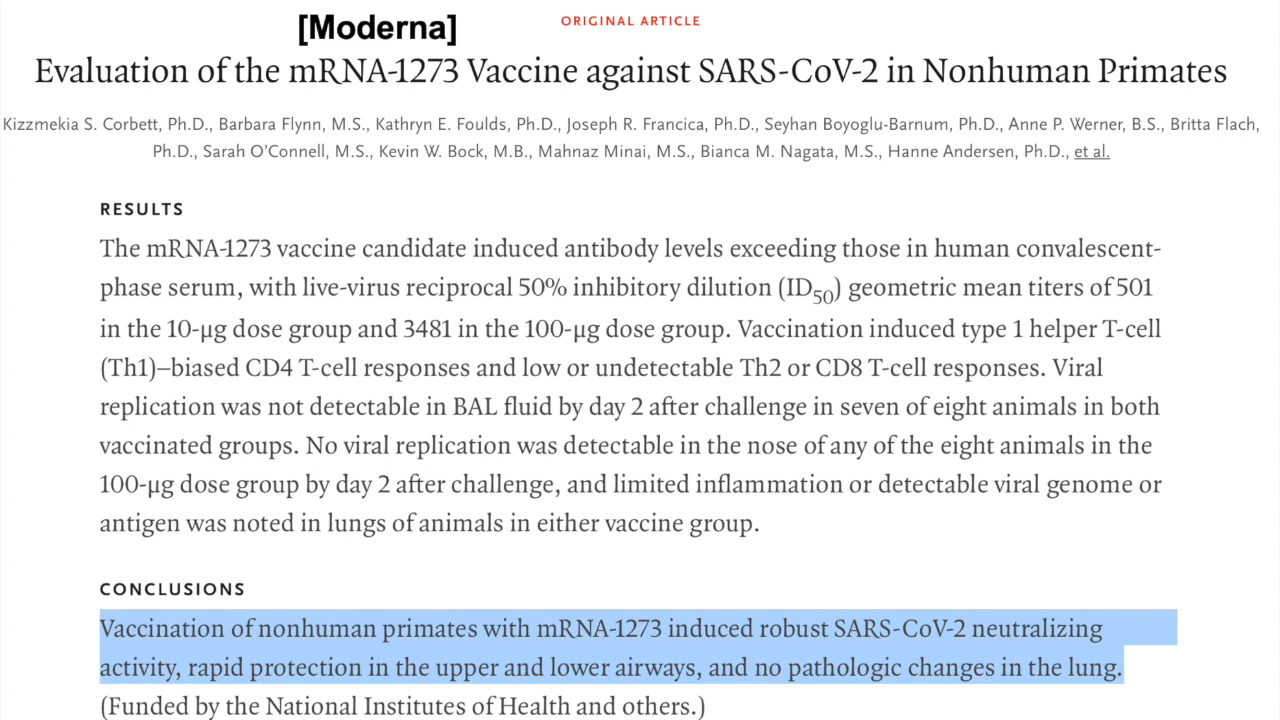 [Moderna]
ORIGINAL ARTICLE
Evaluation of the mRNA-1273 Vaccine against SARS-CoV-2 in Nonhuman Primates
Kizzmekia S. Corbett, Ph.D., Barbara Flynn, M.S., Kathryn E. Foulds, Ph.D., Joseph R. Francica, Ph.D., Seyhan Boyoglu-Barnum, Ph.D., Anne P. Werner, B.S., Britta Flach,
Ph.D., Sarah O'Connell, M.S., Kevin W. Bock, M.B., Mahnaz Minai, M.S., Bianca M. Nagata, M.S., Hanne Andersen, Ph.D., et al.
RESULTS
The mRNA-1273 vaccine candidate induced antibody levels exceeding those in human convalescent-
phase serum, with live-virus reciprocal 50% inhibitory dilution (ID50) geometric mean titers of 501
in the 10-μg dose group and 3481 in the 100-μg dose group. Vaccination induced type 1 helper T-cell
(Th1)–biased CD4 T-cell responses and low or undetectable Th2 or CD8 T-cell responses. Viral
replication was not detectable in BAL fluid by day 2 after challenge in seven of eight animals in both
vaccinated groups. No viral replication was detectable in the nose of any of the eight animals in the
100-μg dose group by day 2 after challenge, and limited inflammation or detectable viral genome or
antigen was noted in lungs of animals in either vaccine group.
CONCLUSIONS
Vaccination of nonhuman primates with mRNA-1273 induced robust SARS-CoV-2 neutralizing
activity, rapid protection in the upper and lower airways, and no pathologic changes in the lung.
(Funded by the National Institutes of Health and others.)